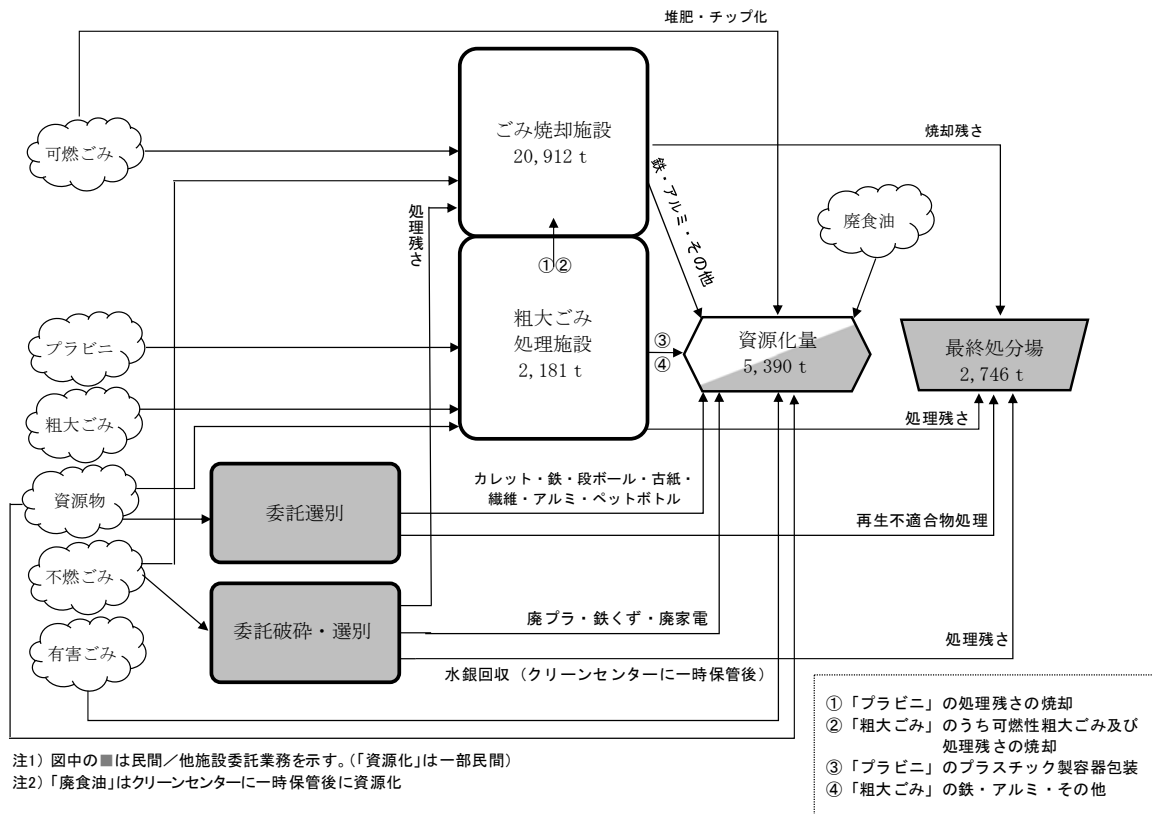 堆肥・チップ化
ごみ焼却施設
20,912 t
可燃ごみ
焼却残さ
鉄・アルミ・その他
処理残さ
廃食油
①②
粗大ごみ
処理施設
2,181 t
プラビニ
③
④
資源化量
5,390 t
最終処分場
2,746 t
粗大ごみ
処理残さ
資源物
委託選別
カレット・鉄・段ボール・古紙・
繊維・アルミ・ペットボトル
再生不適合物処理
不燃ごみ
委託破砕・選別
廃プラ・鉄くず・廃家電
処理残さ
有害ごみ
水銀回収（クリーンセンターに一時保管後）
注1) 図中の■は民間／他施設委託業務を示す。（「資源化」は一部民間）
注2) 「廃食油」はクリーンセンターに一時保管後に資源化
①「プラビニ」の処理残さの焼却
②「粗大ごみ」のうち可燃性粗大ごみ及び
処理残さの焼却
③「プラビニ」のプラスチック製容器包装
④「粗大ごみ」の鉄・アルミ・その他